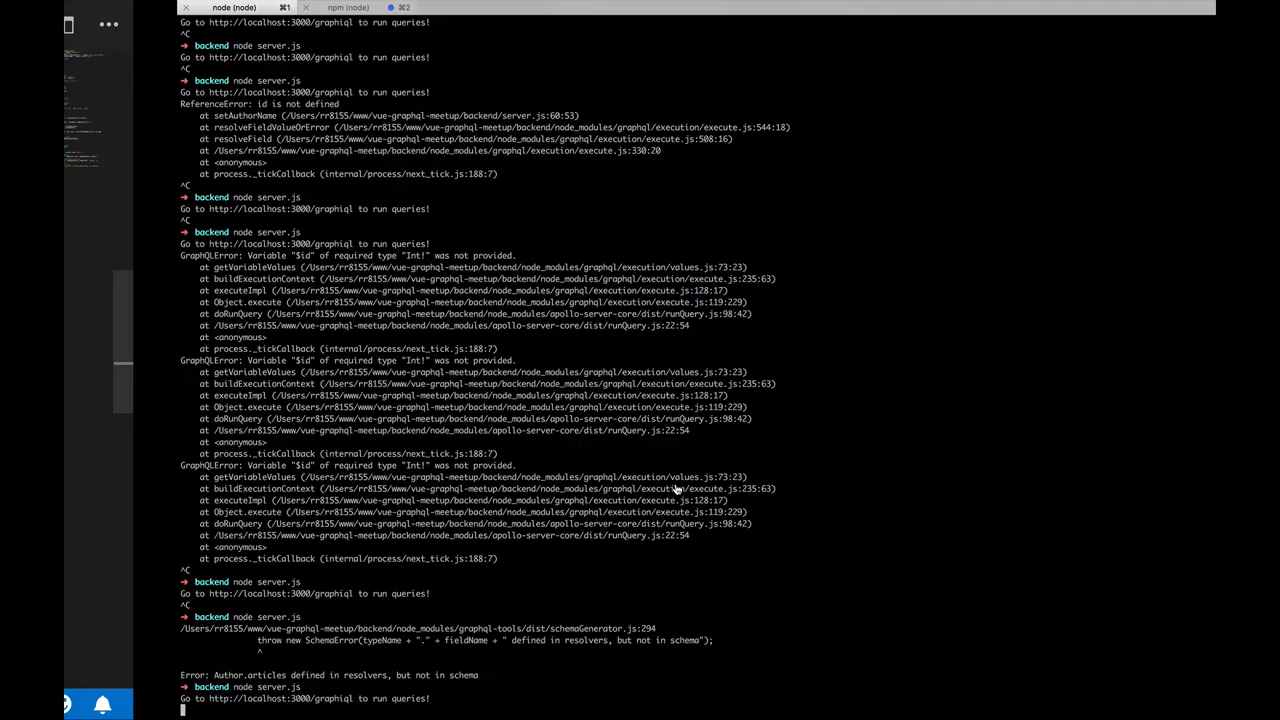 node (node) ⌘1 npm (node) ⌘2
Go to http://localhost:3000/graphiql to run queries!
^C
➜ backend node server.js
Go to http://localhost:3000/graphiql to run queries!
^C
➜ backend node server.js
Go to http://localhost:3000/graphiql to run queries!
ReferenceError: id is not defined
at setAuthorName (/Users/rr8155/www/vue-graphql-meetup/backend/server.js:60:53)
at resolveFieldValueOrError (/Users/rr8155/www/vue-graphql-meetup/backend/node_modules/graphql/execution/execute.js:544:18)
at resolveField (/Users/rr8155/www/vue-graphql-meetup/backend/node_modules/graphql/execution/execute.js:508:16)
at /Users/rr8155/www/vue-graphql-meetup/backend/node_modules/graphql/execution/execute.js:330:20
at <anonymous>
at process._tickCallback (internal/process/next_tick.js:188:7)
^C
➜ backend node server.js
Go to http://localhost:3000/graphiql to run queries!
^C
➜ backend node server.js
Go to http://localhost:3000/graphiql to run queries!
GraphQLError: Variable "$id" of required type "Int!" was not provided.
at getVariableValues (/Users/rr8155/www/vue-graphql-meetup/backend/node_modules/graphql/execution/values.js:73:23)
at buildExecutionContext (/Users/rr8155/www/vue-graphql-meetup/backend/node_modules/graphql/execution/execute.js:235:63)
at executeImpl (/Users/rr8155/www/vue-graphql-meetup/backend/node_modules/graphql/execution/execute.js:128:17)
at Object.execute (/Users/rr8155/www/vue-graphql-meetup/backend/node_modules/graphql/execution/execute.js:119:229)
at doRunQuery (/Users/rr8155/www/vue-graphql-meetup/backend/node_modules/apollo-server-core/dist/runQuery.js:98:42)
at /Users/rr8155/www/vue-graphql-meetup/backend/node_modules/apollo-server-core/dist/runQuery.js:22:54
at <anonymous>
at process._tickCallback (internal/process/next_tick.js:188:7)
GraphQLError: Variable "$id" of required type "Int!" was not provided.
at getVariableValues (/Users/rr8155/www/vue-graphql-meetup/backend/node_modules/graphql/execution/values.js:73:23)
at buildExecutionContext (/Users/rr8155/www/vue-graphql-meetup/backend/node_modules/graphql/execution/execute.js:235:63)
at executeImpl (/Users/rr8155/www/vue-graphql-meetup/backend/node_modules/graphql/execution/execute.js:128:17)
at Object.execute (/Users/rr8155/www/vue-graphql-meetup/backend/node_modules/graphql/execution/execute.js:119:229)
at doRunQuery (/Users/rr8155/www/vue-graphql-meetup/backend/node_modules/apollo-server-core/dist/runQuery.js:98:42)
at /Users/rr8155/www/vue-graphql-meetup/backend/node_modules/apollo-server-core/dist/runQuery.js:22:54
at <anonymous>
at process._tickCallback (internal/process/next_tick.js:188:7)
GraphQLError: Variable "$id" of required type "Int!" was not provided.
at getVariableValues (/Users/rr8155/www/vue-graphql-meetup/backend/node_modules/graphql/execution/values.js:73:23)
at buildExecutionContext (/Users/rr8155/www/vue-graphql-meetup/backend/node_modules/graphql/execution/execute.js:235:63)
at executeImpl (/Users/rr8155/www/vue-graphql-meetup/backend/node_modules/graphql/execution/execute.js:128:17)
at Object.execute (/Users/rr8155/www/vue-graphql-meetup/backend/node_modules/graphql/execution/execute.js:119:229)
at doRunQuery (/Users/rr8155/www/vue-graphql-meetup/backend/node_modules/apollo-server-core/dist/runQuery.js:98:42)
at /Users/rr8155/www/vue-graphql-meetup/backend/node_modules/apollo-server-core/dist/runQuery.js:22:54
at <anonymous>
at process._tickCallback (internal/process/next_tick.js:188:7)
^C
➜ backend node server.js
Go to http://localhost:3000/graphiql to run queries!
^C
➜ backend node server.js
/Users/rr8155/www/vue-graphql-meetup/backend/node_modules/graphql-tools/dist/schemaGenerator.js:294
throw new SchemaError(typeName + "." + fieldName + " defined in resolvers, but not in schema");
^
Error: Author.articles defined in resolvers, but not in schema
➜ backend node server.js
Go to http://localhost:3000/graphiql to run queries!